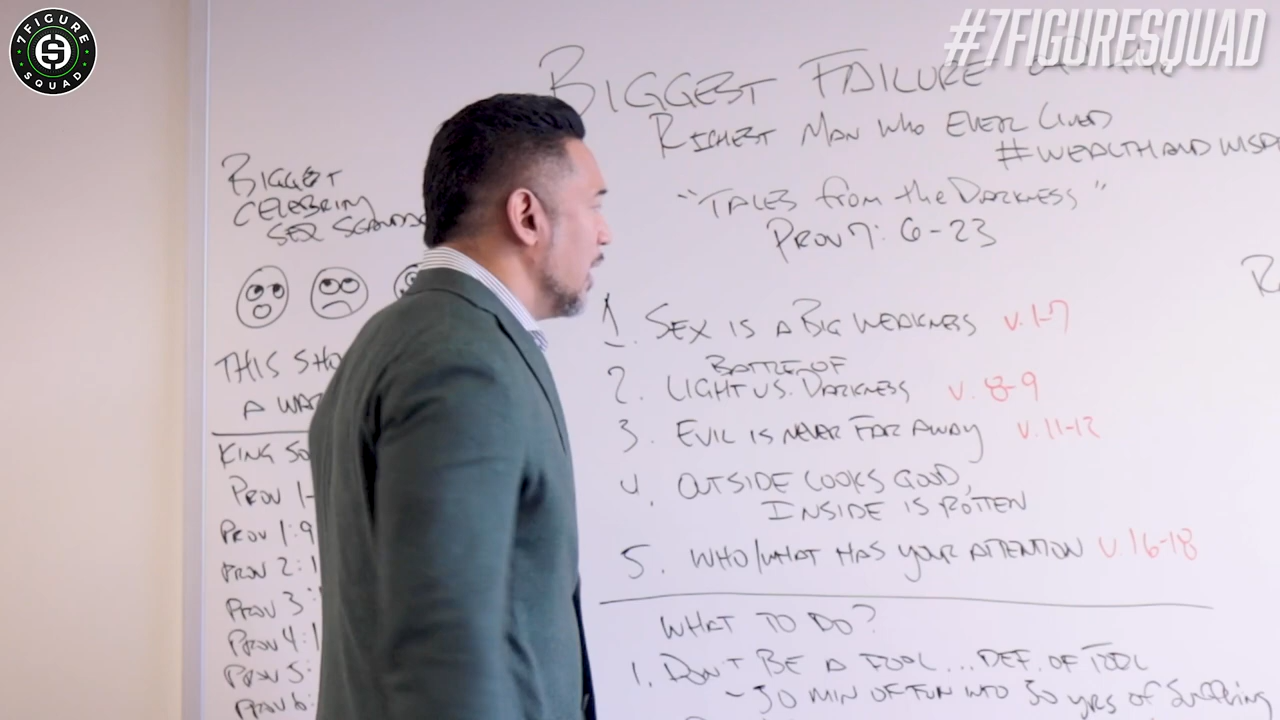 7 FIGURE SQUAD
#7FIGURESQUAD
BIGGEST FAILURE OF THE
RICHEST MAN WHO EVER LIVED
#WEALTHANDWISD
"TALES from the DARKNESS"
PROV 7: 6-23
1. SEX IS A BIG WEAKNESS v. 1-7
BATTLE OF
2. LIGHT VS. DARKNESS v. 8-9
3. EVIL IS NEVER FAR AWAY v. 11-12
4. OUTSIDE LOOKS GOOD,
INSIDE IS ROTTEN
5. WHO/WHAT HAS YOUR ATTENTION v. 16-18
WHAT TO DO?
1. DON'T BE A FOOL... DEF. OF FOOL
- 30 MIN OF FUN INTO 30 YRS OF Suffering
BIGGEST
CELEBRITY
SEX
THIS
A
KING
PROV 1-
PROV 1:9
PROV 2:1
PROV 3:
PROV 4:1
PROV 5:
PROV 6:
R